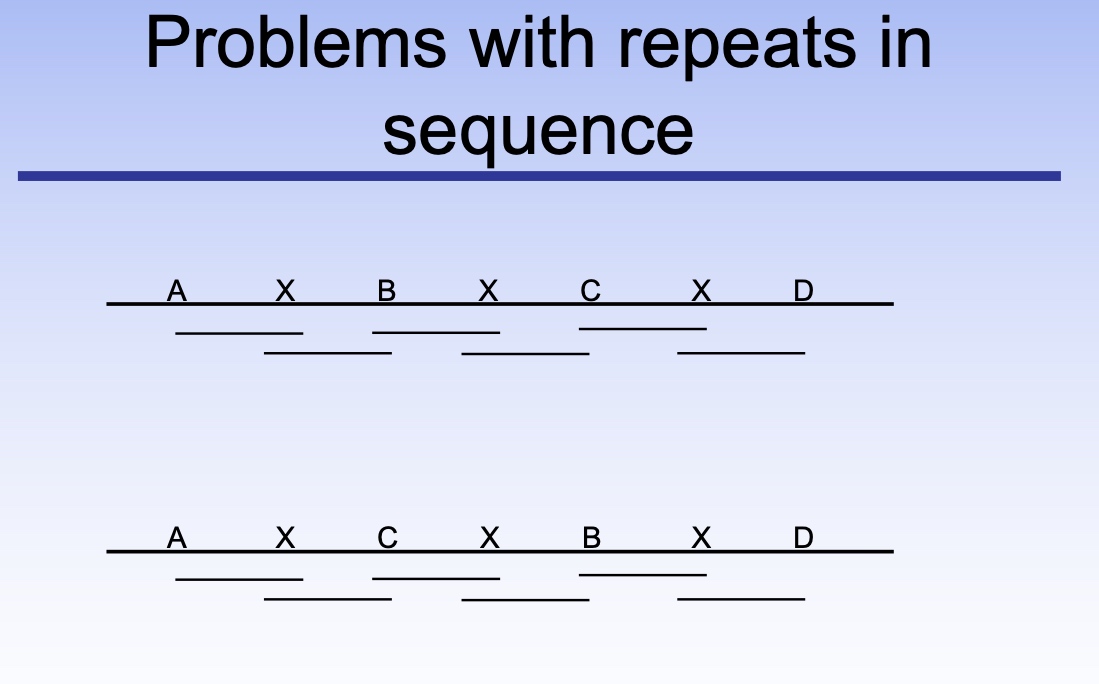 Problems with repeats in
sequence
A X B X C X D
A X C X B X D